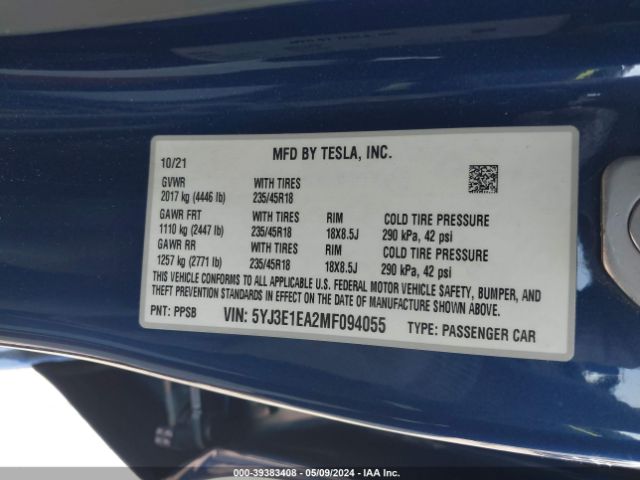 MFD BY TESLA, INC.
10/21
GVWR WITH TIRES
2017 kg (4446 lb) 235/45R18
GAWR FRT WITH TIRES RIM COLD TIRE PRESSURE
1110 kg (2447 lb) 235/45R18 18X8.5J 290 kPa, 42 psi
GAWR RR WITH TIRES RIM COLD TIRE PRESSURE
1257 kg (2771 lb) 235/45R18 18X8.5J 290 kPa, 42 psi
THIS VEHICLE CONFORMS TO ALL APPLICABLE U.S. FEDERAL MOTOR VEHICLE SAFETY, BUMPER, AND
THEFT PREVENTION STANDARDS IN EFFECT ON THE DATE OF MANUFACTURE SHOWN ABOVE.
PNT: PPSB VIN: 5YJ3E1EA2MF094055 TYPE: PASSENGER CAR
000-39383408 - 05/09/2024 - IAA Inc.